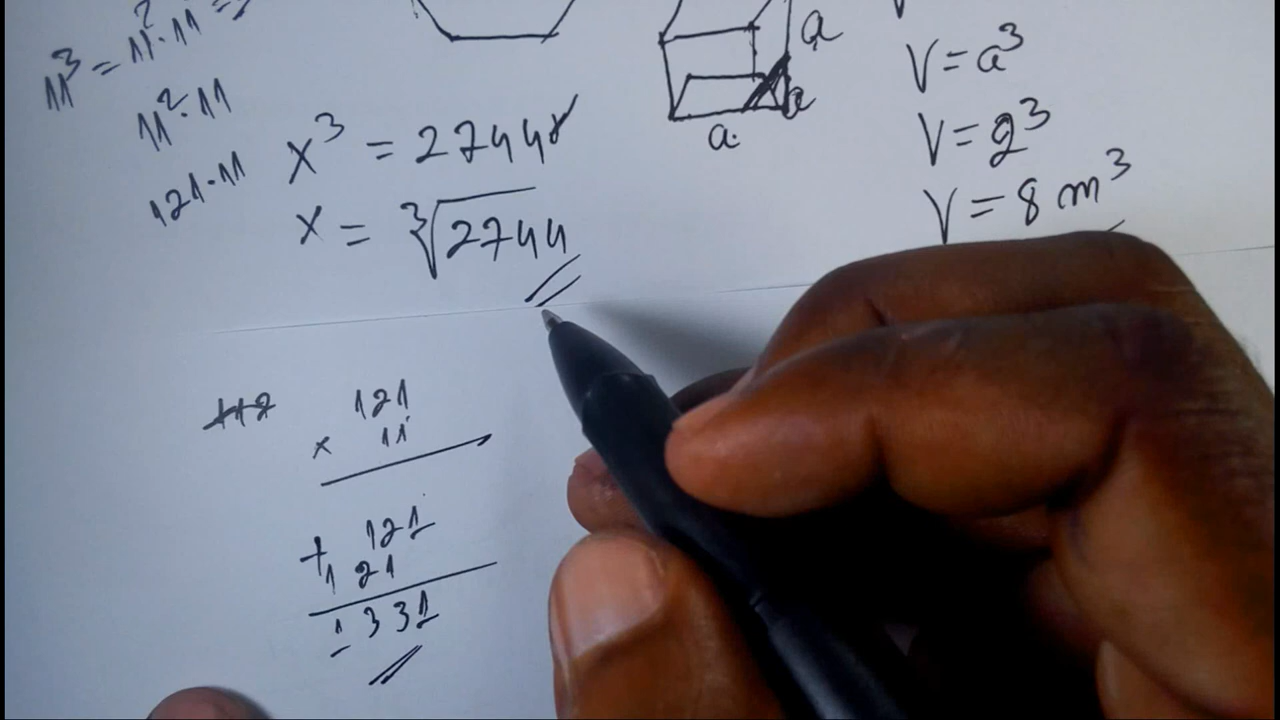 11³ = 11²·11 =
11²·11
121·11
x³ = 2744
x = ³√2744
a
a
a
V = a³
V = 2³
V = 8 m³
121
x 11
+ 121
121
1331